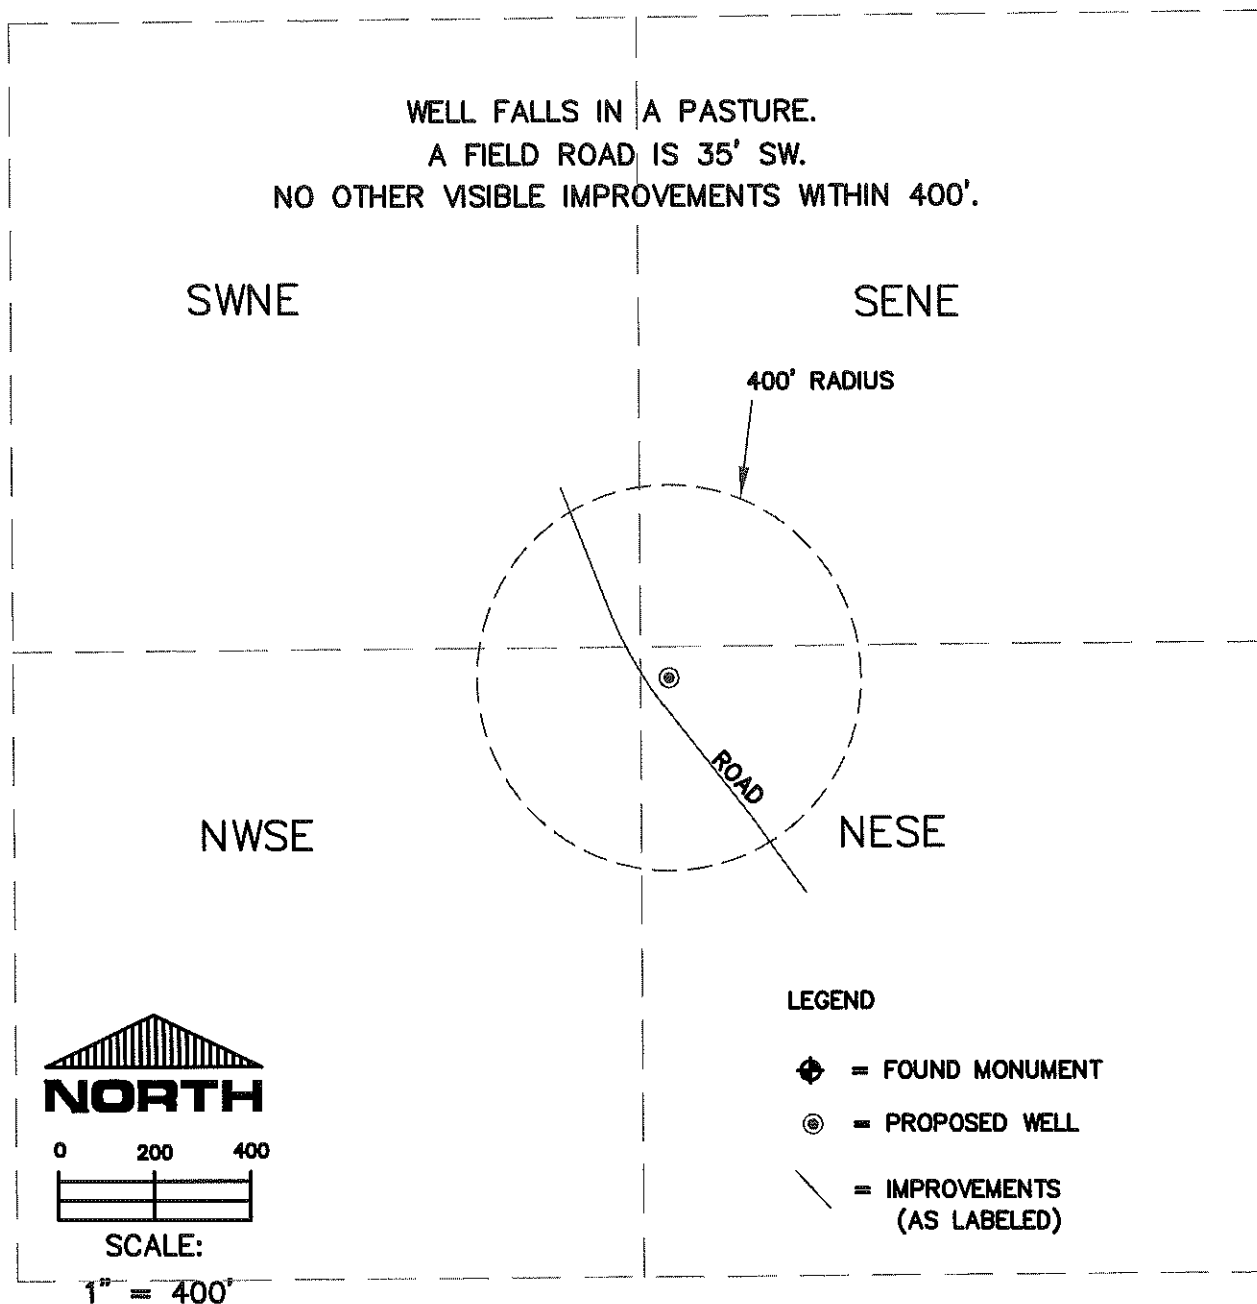 WELL FALLS IN A PASTURE.
A FIELD ROAD IS 35' SW.
NO OTHER VISIBLE IMPROVEMENTS WITHIN 400'.
SWNE
SENE
400' RADIUS
ROAD
NWSE
NESE
LEGEND
= FOUND MONUMENT
= PROPOSED WELL
= IMPROVEMENTS
(AS LABELED)
NORTH
0 200 400
SCALE:
1" = 400'